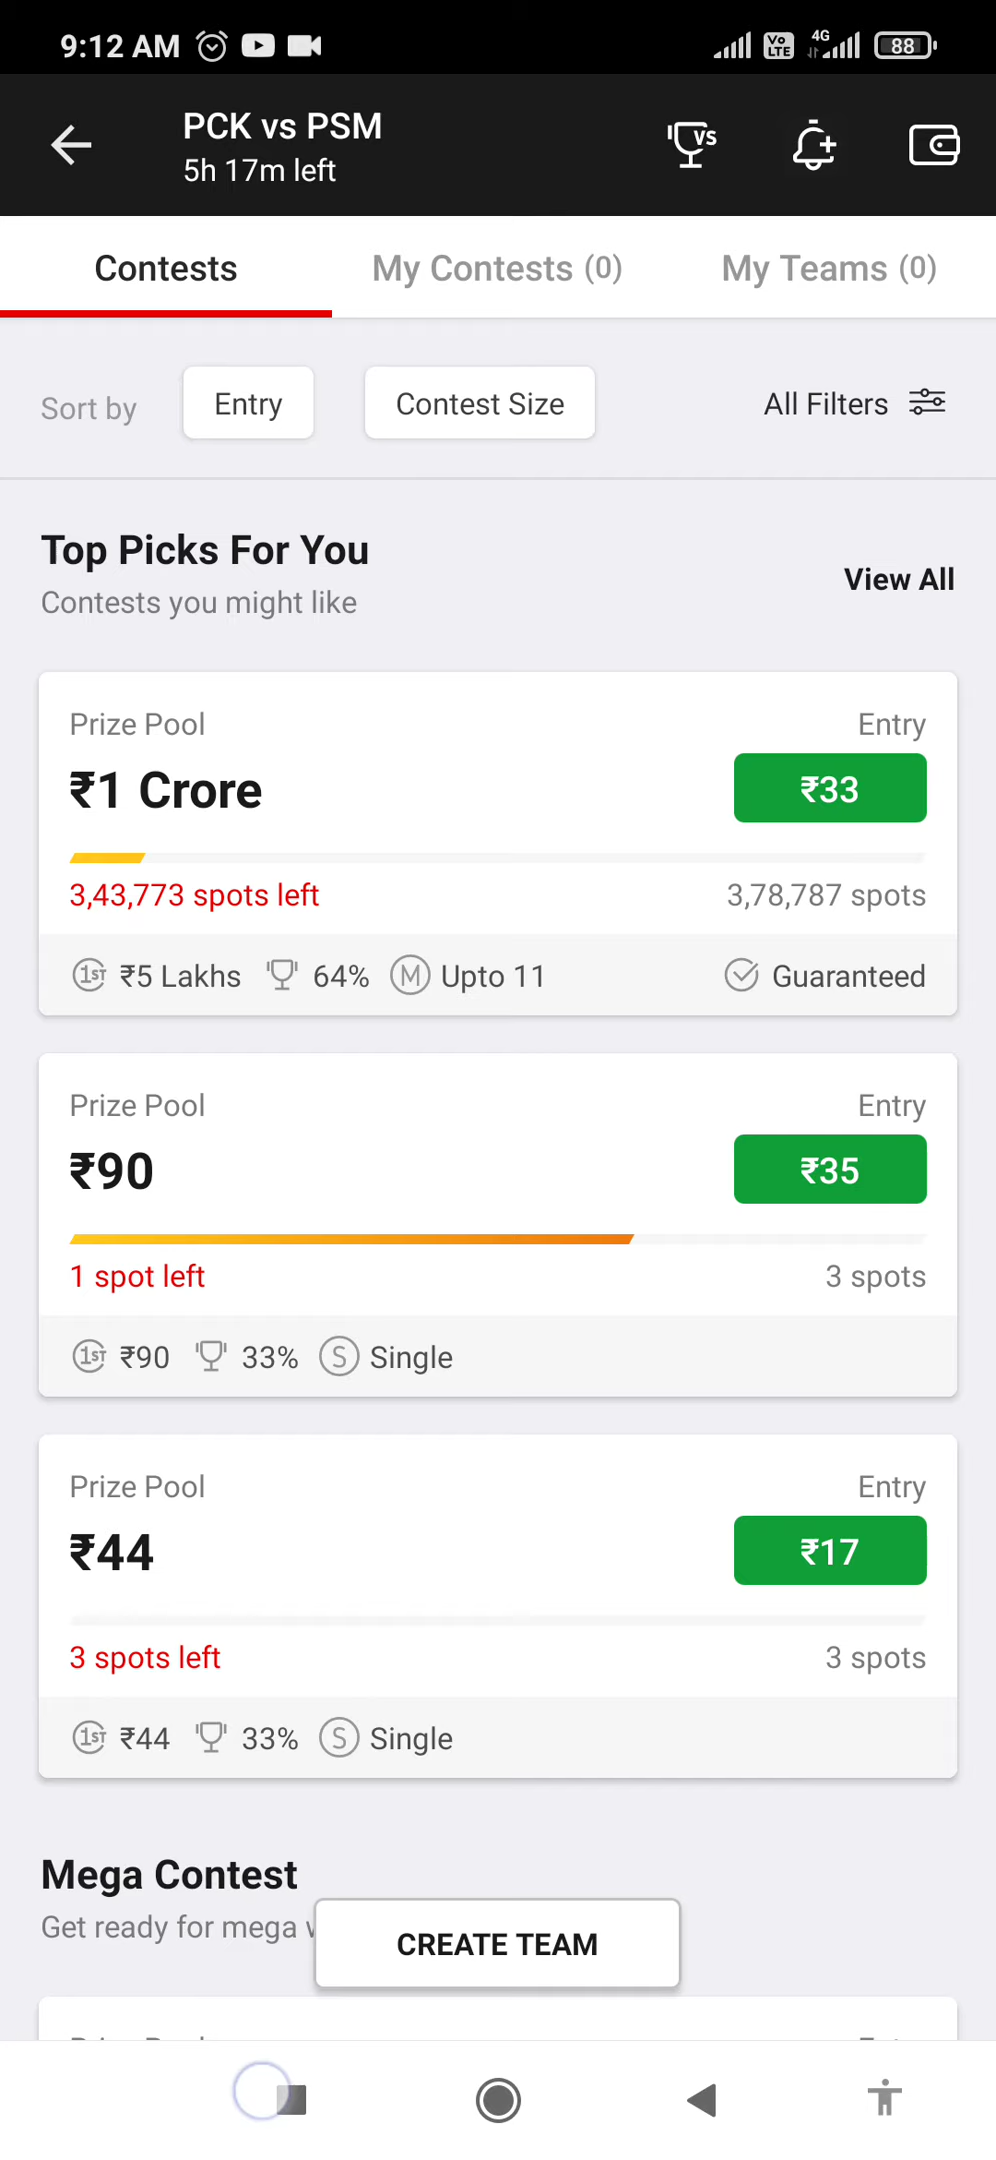 9:12 AM
Vo LTE 4G 88
PCK vs PSM
5h 17m left
VS
Contests
My Contests (0)
My Teams (0)
Sort by
Entry
Contest Size
All Filters
Top Picks For You
Contests you might like
View All
Prize Pool
Entry
₹1 Crore
₹33
3,43,773 spots left
3,78,787 spots
1ST ₹5 Lakhs 64% M Upto 11
Guaranteed
Prize Pool
Entry
₹90
₹35
1 spot left
3 spots
1ST ₹90 33% S Single
Prize Pool
Entry
₹44
₹17
3 spots left
3 spots
1ST ₹44 33% S Single
Mega Contest
Get ready for mega
CREATE TEAM